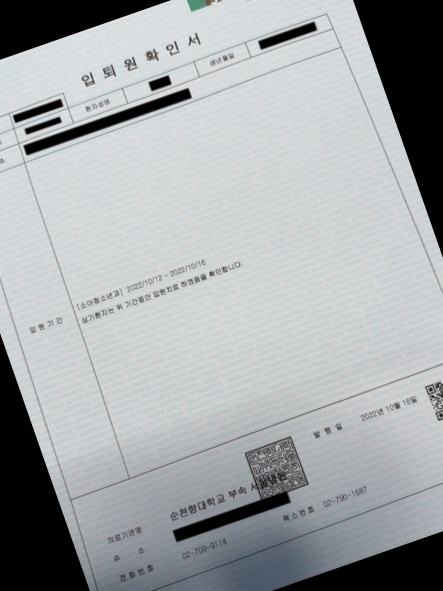 입 퇴 원 확 인 서
환자성명
생년월일
소
입 원 기 간
(소아청소년과) 2022/10/12 - 2022/10/16
상기환자는 위 기간동안 입원치료 하였음을 확인합니다.
발 행 일 2022년 10월 16일
의료기관명 순천향대학교 부속
주 소
전 화 번 호 02-709-9114 팩스번호 02-790-1687